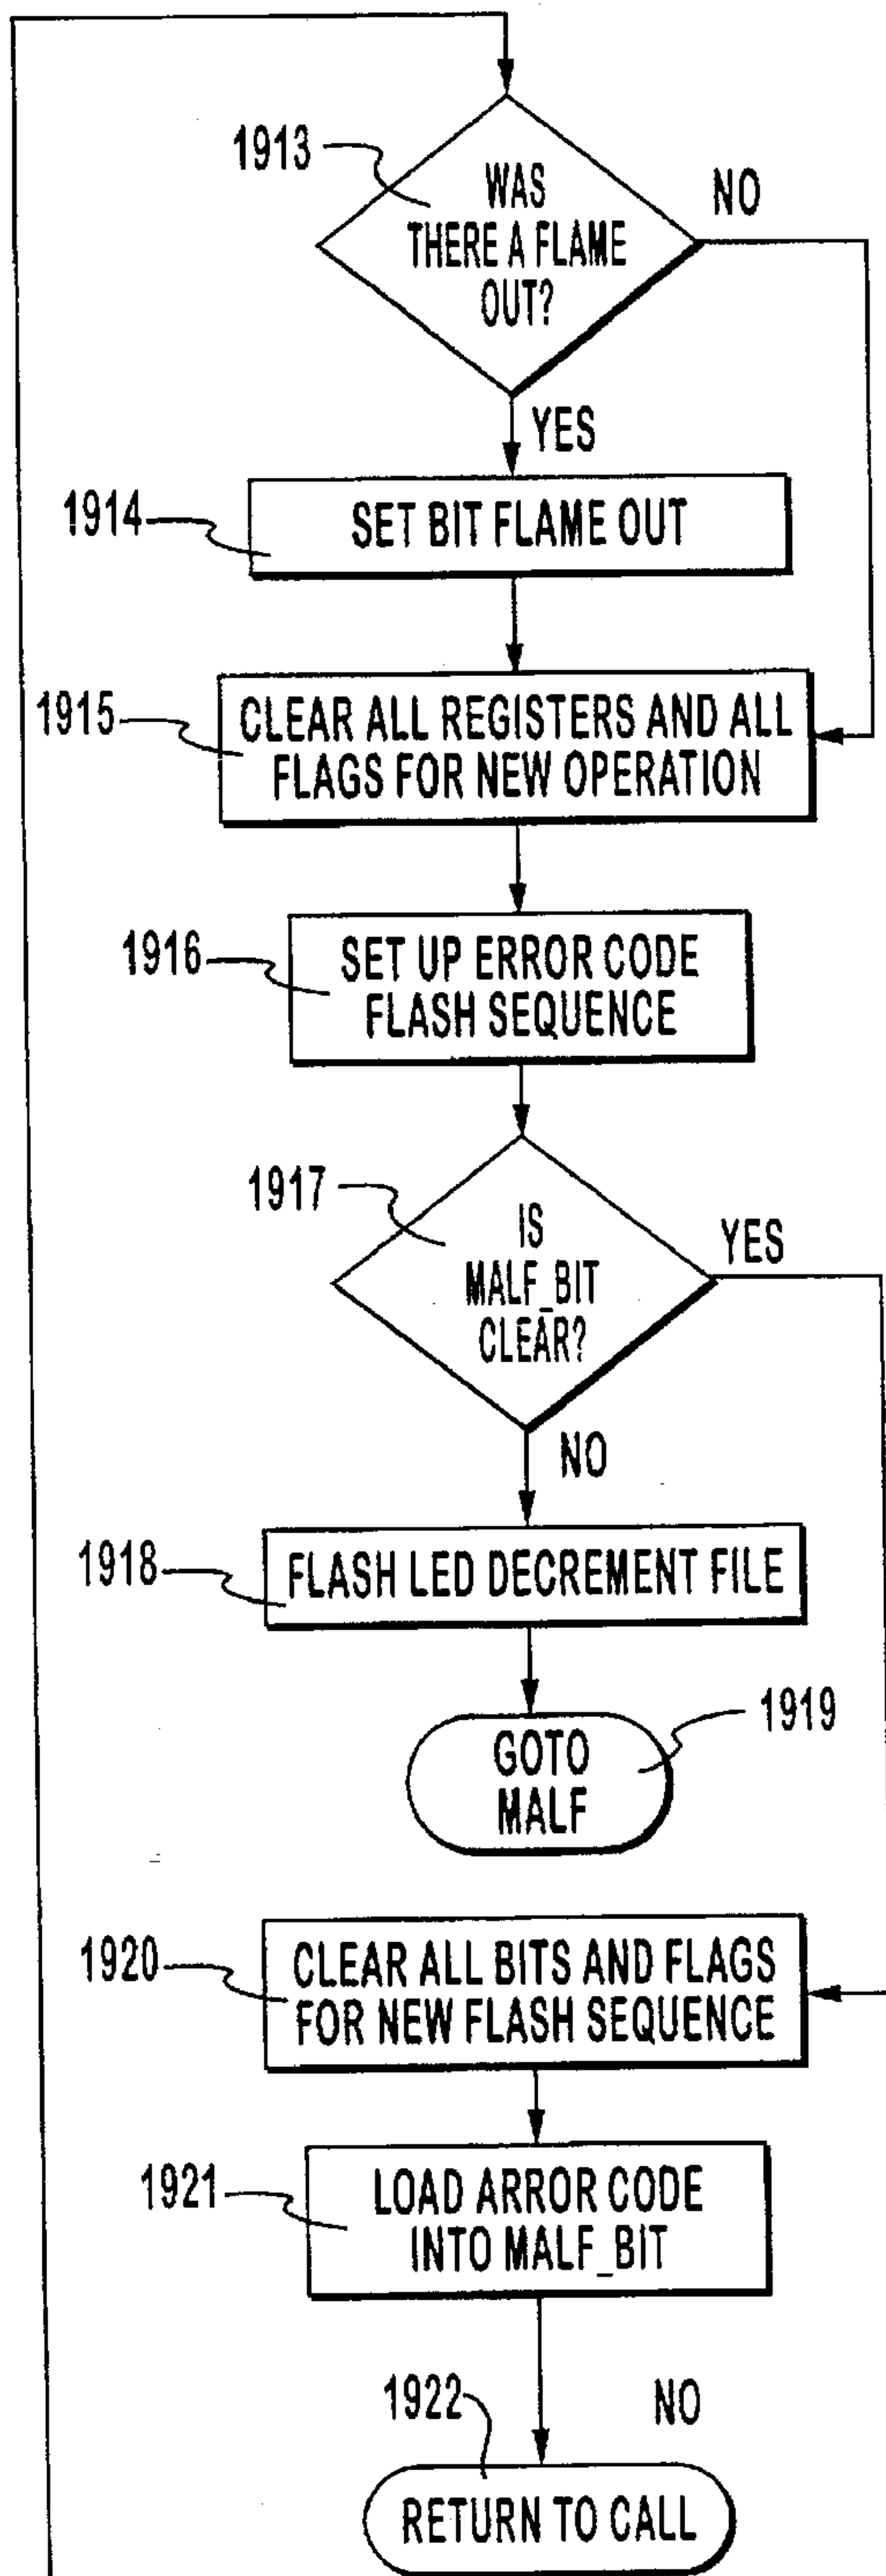 1913
WAS
THERE A FLAME
OUT?
NO
YES
1914
SET BIT FLAME OUT
1915
CLEAR ALL REGISTERS AND ALL
FLAGS FOR NEW OPERATION
1916
SET UP ERROR CODE
FLASH SEQUENCE
1917
IS
MALF_BIT
CLEAR?
YES
NO
1918
FLASH LED DECREMENT FILE
1919
GOTO
MALF
1920
CLEAR ALL BITS AND FLAGS
FOR NEW FLASH SEQUENCE
1921
LOAD ARROR CODE
INTO MALF_BIT
1922
NO
RETURN TO CALL